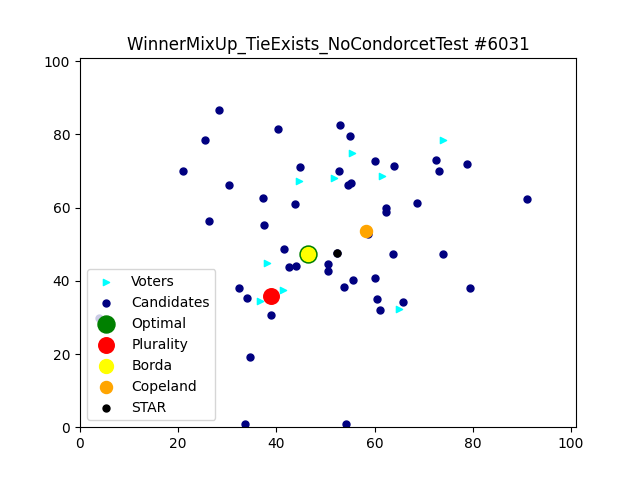 WinnerMixUp_TieExists_NoCondorcetTest #6031
100
80
60
40
20
0
Voters
Candidates
Optimal
Plurality
Borda
Copeland
STAR
0 20 40 60 80 100